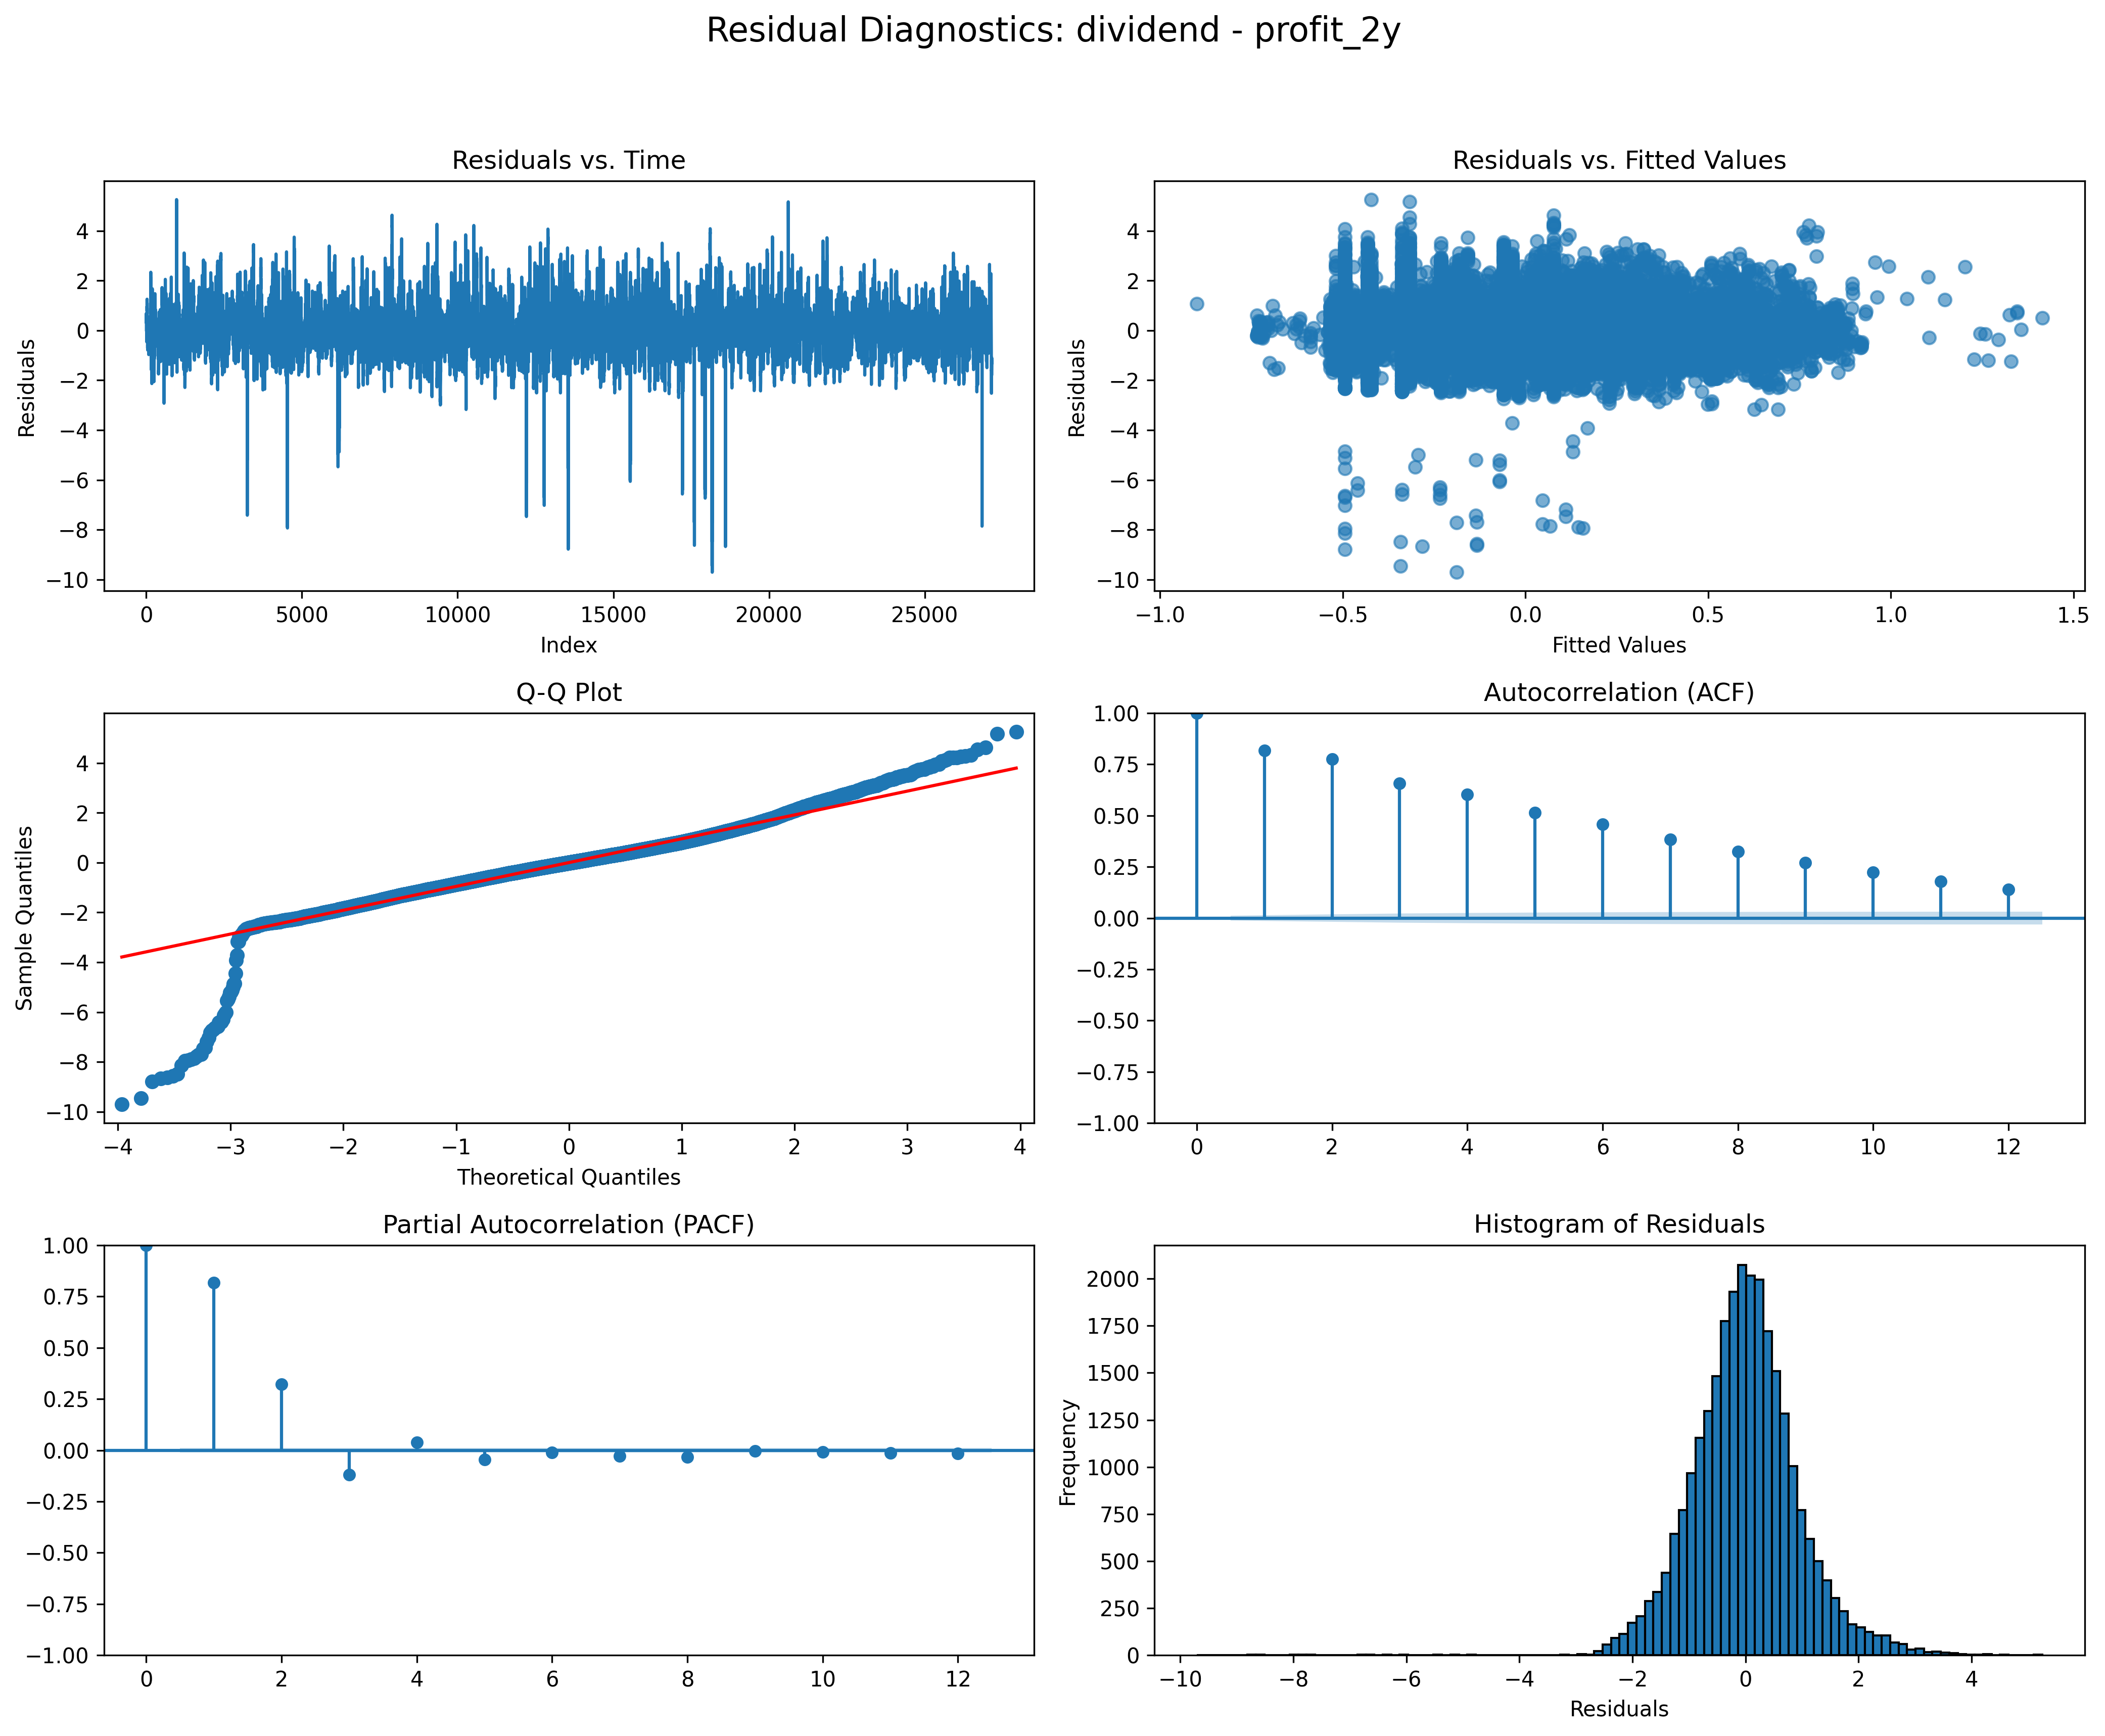 Residual Diagnostics: dividend - profit_2y
Residuals vs. Time
Residuals
4
2
0
−2
−4
−6
−8
−10
0 5000 10000 15000 20000 25000
Index
Residuals vs. Fitted Values
Residuals
4
2
0
−2
−4
−6
−8
−10
−1.0 −0.5 0.0 0.5 1.0 1.5
Fitted Values
Q-Q Plot
Sample Quantiles
4
2
0
−2
−4
−6
−8
−10
−4 −3 −2 −1 0 1 2 3 4
Theoretical Quantiles
Autocorrelation (ACF)
1.00
0.75
0.50
0.25
0.00
−0.25
−0.50
−0.75
−1.00
0 2 4 6 8 10 12
Partial Autocorrelation (PACF)
1.00
0.75
0.50
0.25
0.00
−0.25
−0.50
−0.75
−1.00
0 2 4 6 8 10 12
Histogram of Residuals
Frequency
2000
1750
1500
1250
1000
750
500
250
0
−10 −8 −6 −4 −2 0 2 4
Residuals